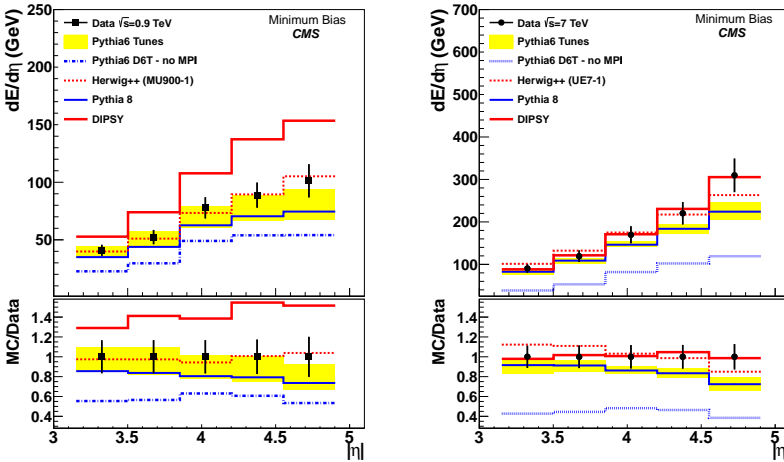 dE/dη (GeV)
250
200
150
100
50
Data √s=0.9 TeV
Pythia6 Tunes
Pythia6 D6T - no MPI
Herwig++ (MU900-1)
Pythia 8
DIPSY
Minimum Bias
CMS
MC/Data
1.4
1.2
1
0.8
0.6
0.4
3 3.5 4 4.5 5
|η|
dE/dη (GeV)
700
600
500
400
300
200
100
Data √s=7 TeV
Pythia6 Tunes
Pythia6 D6T - no MPI
Herwig++ (UE7-1)
Pythia 8
DIPSY
Minimum Bias
CMS
MC/Data
1.4
1.2
1
0.8
0.6
0.4
3 3.5 4 4.5 5
|η|